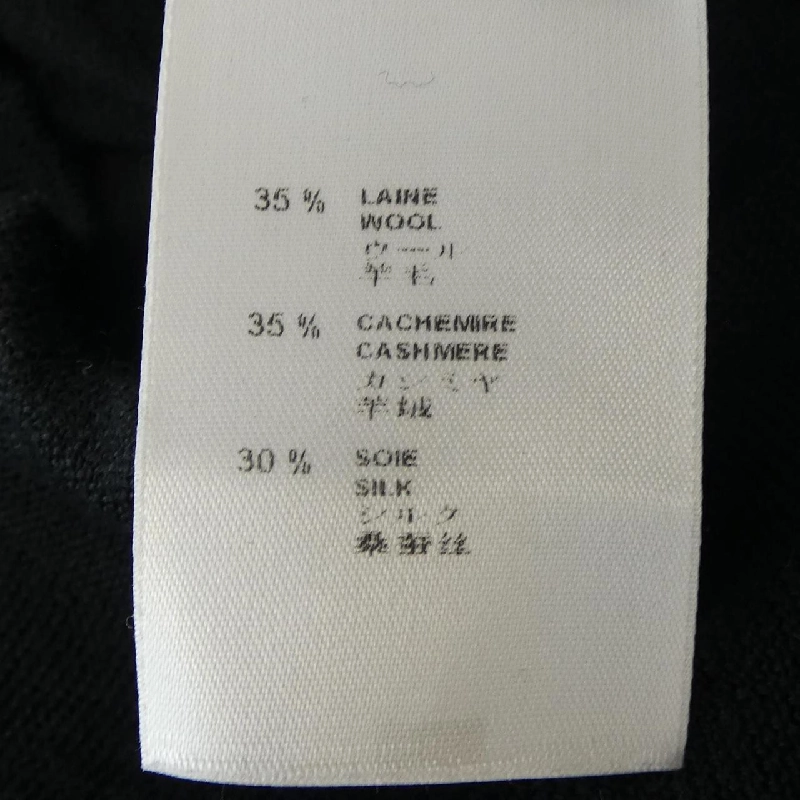 35 % LAINE
WOOL
ウール
羊毛
35 % CACHEMIRE
CASHMERE
カシミヤ
羊绒
30 % SOIE
SILK
シルク
桑蚕丝